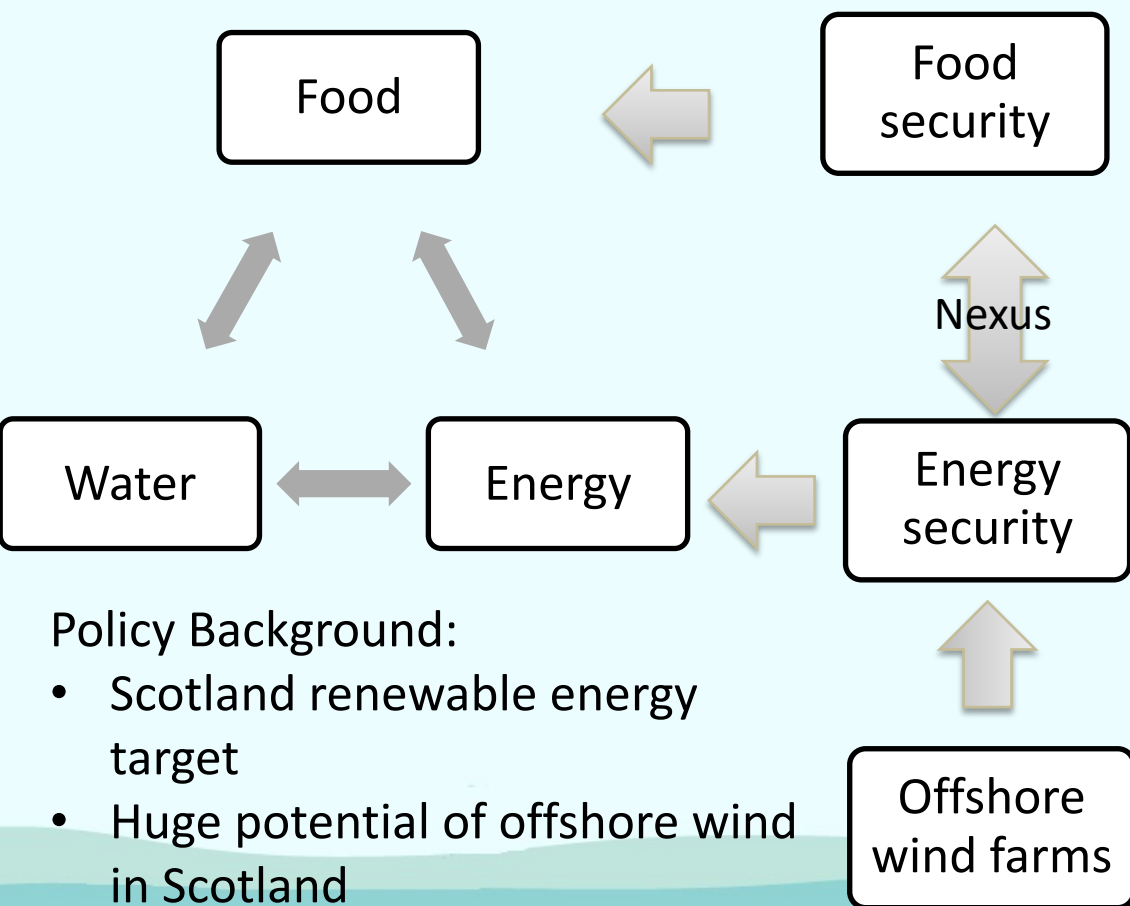 Food
Food
security
Nexus
Water
Energy
Energy
security
Policy Background:
• Scotland renewable energy
target
• Huge potential of offshore wind
in Scotland
Offshore
wind farms